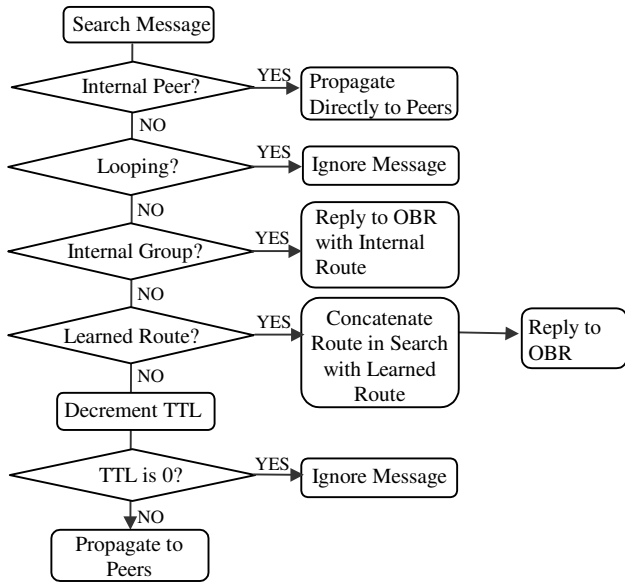 Search Message
Internal Peer?
YES
Propagate
Directly to Peers
NO
Looping?
YES
Ignore Message
NO
Internal Group?
YES
Reply to OBR
with Internal
Route
NO
Learned Route?
YES
Concatenate
Route in Search
with Learned
Route
Reply to
OBR
NO
Decrement TTL
TTL is 0?
YES
Ignore Message
NO
Propagate to
Peers